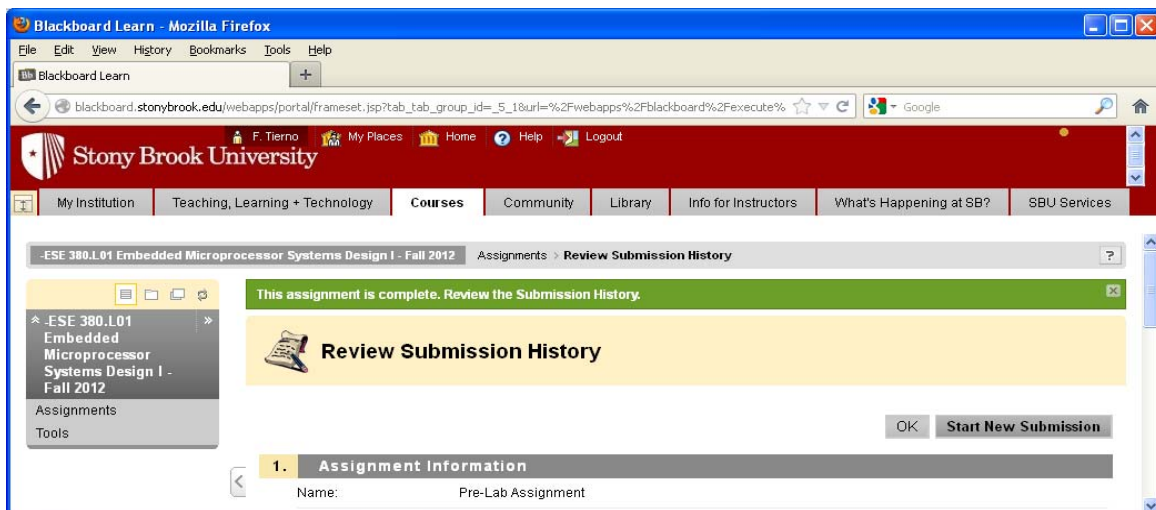 Blackboard Learn - Mozilla Firefox
File Edit View History Bookmarks Tools Help
Bb Blackboard Learn +
blackboard.stonybrook.edu/webapps/portal/frameset.jsp?tab_tab_group_id=_5_1&url=%2Fwebapps%2Fblackboard%2Fexecute% Google
F. Tierno My Places Home Help Logout
Stony Brook University
My Institution Teaching, Learning + Technology Courses Community Library Info for Instructors What's Happening at SB? SBU Services
-ESE 380.L01 Embedded Microprocessor Systems Design I - Fall 2012 Assignments > Review Submission History ?
This assignment is complete. Review the Submission History.
-ESE 380.L01
Embedded
Microprocessor
Systems Design I -
Fall 2012
Assignments
Tools
Review Submission History
OK Start New Submission
1. Assignment Information
Name: Pre-Lab Assignment